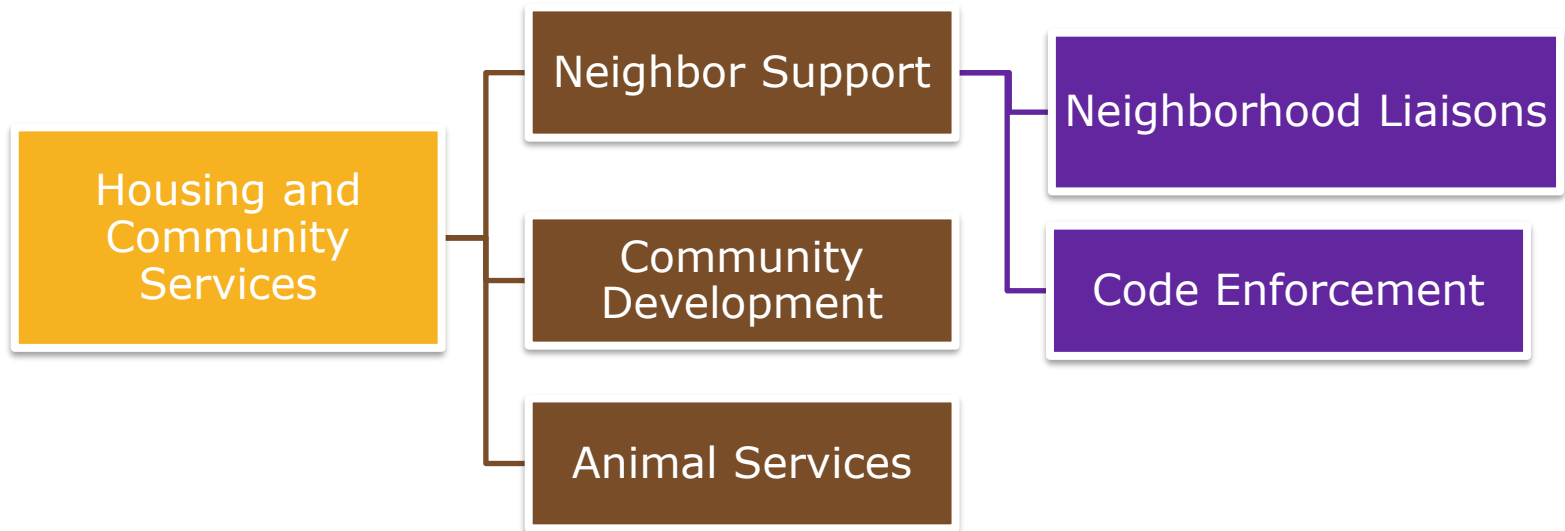 Housing and
Community
Services
Neighbor Support
Community
Development
Animal Services
Neighborhood Liaisons
Code Enforcement